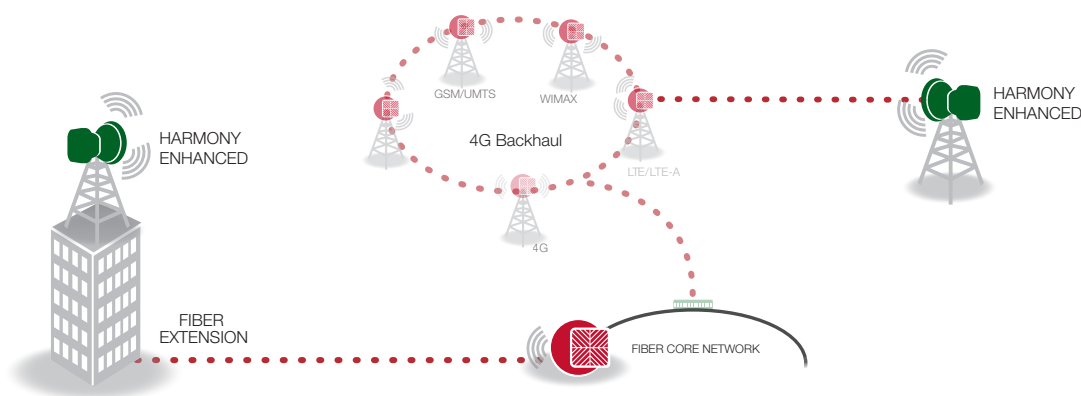 GSM/UMTS
WIMAX
HARMONY
ENHANCED
HARMONY
ENHANCED
4G Backhaul
LTE/LTE-A
4G
FIBER
EXTENSION
FIBER CORE NETWORK